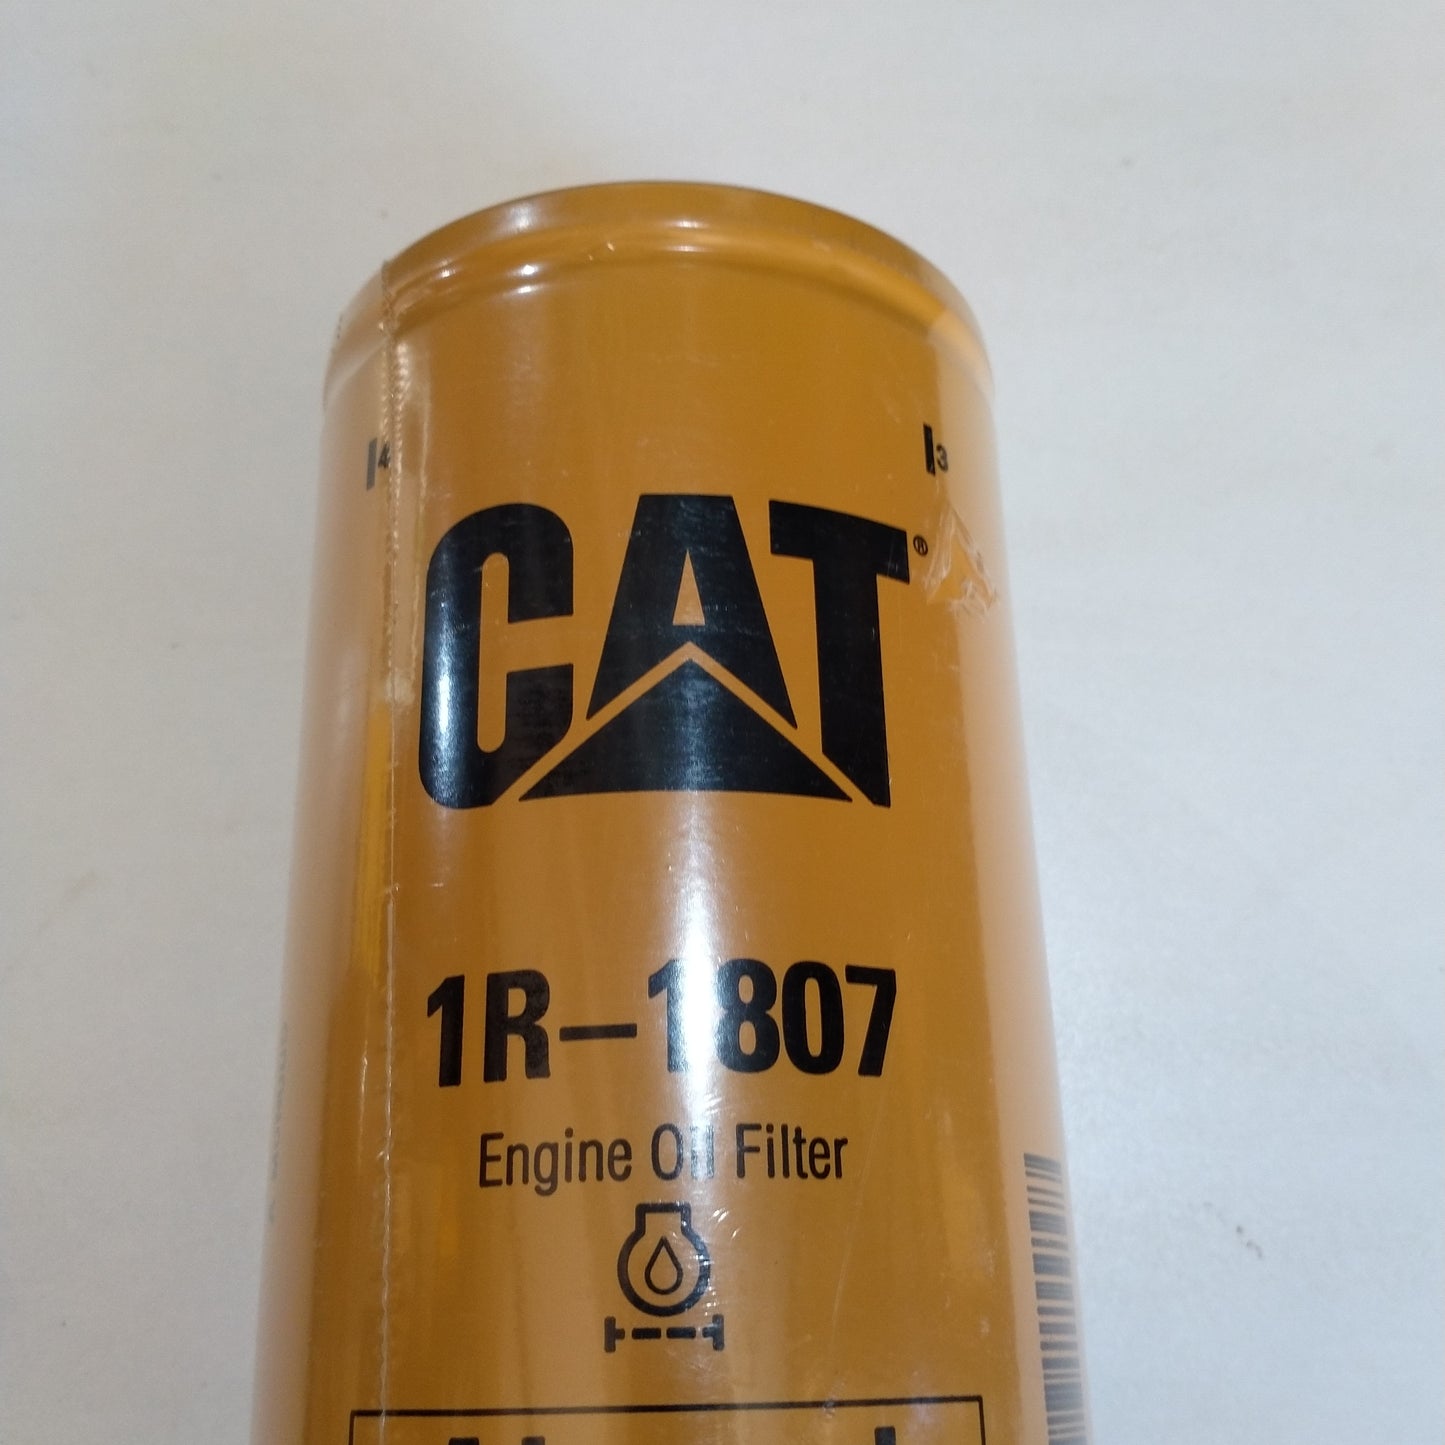 4 3
CAT®
1R–1807
Engine Oil Filter